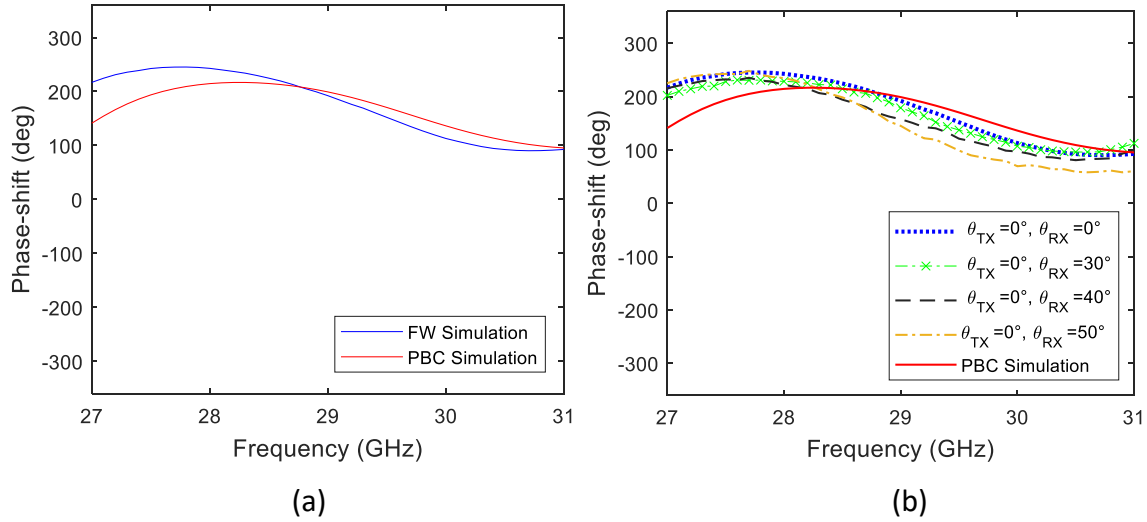 300
200
100
0
-100
-200
-300
Phase-shift (deg)
FW Simulation
PBC Simulation
27 28 29 30 31
Frequency (GHz)
(a)
300
200
100
0
-100
-200
-300
Phase-shift (deg)
θTX=0°, θRX=0°
θTX=0°, θRX=30°
θTX=0°, θRX=40°
θTX=0°, θRX=50°
PBC Simulation
27 28 29 30 31
Frequency (GHz)
(b)